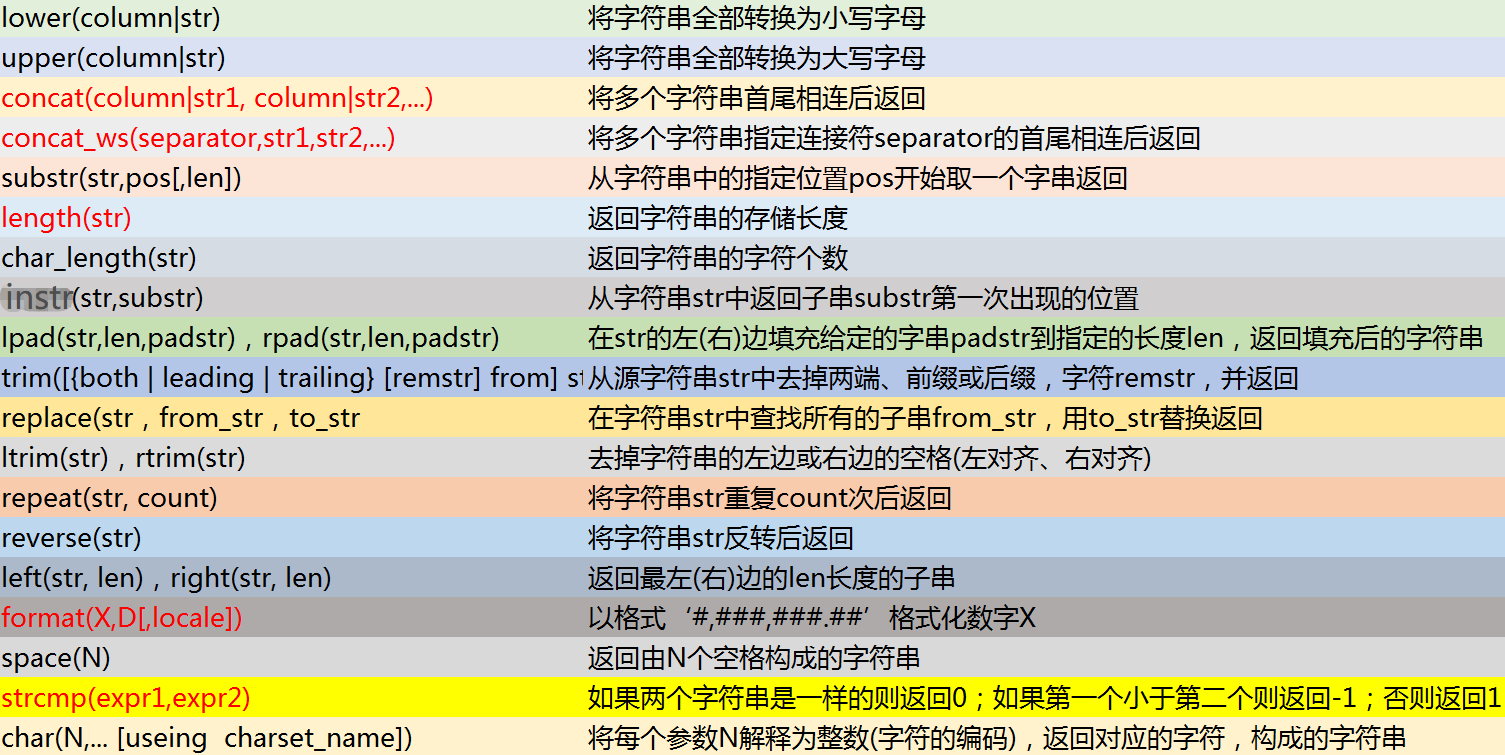 lower(column|str) 将字符串全部转换为小写字母
upper(column|str) 将字符串全部转换为大写字母
concat(column|str1, column|str2,...) 将多个字符串首尾相连后返回
concat_ws(separator,str1,str2,...) 将多个字符串指定连接符separator的首尾相连后返回
substr(str,pos[,len]) 从字符串中的指定位置pos开始取一个字串返回
length(str) 返回字符串的存储长度
char_length(str) 返回字符串的字符个数
instr(str,substr) 从字符串str中返回子串substr第一次出现的位置
lpad(str,len,padstr)，rpad(str,len,padstr) 在str的左(右)边填充给定的字串padstr到指定的长度len，返回填充后的字符串
trim([{both | leading | trailing} [remstr] from] 从源字符串str中去掉两端、前缀或后缀，字符remstr，并返回
replace(str，from_str，to_str 在字符串str中查找所有的子串from_str，用to_str替换返回
ltrim(str)，rtrim(str) 去掉字符串的左边或右边的空格(左对齐、右对齐)
repeat(str, count) 将字符串str重复count次后返回
reverse(str) 将字符串str反转后返回
left(str, len)，right(str, len) 返回最左(右)边的len长度的子串
format(X,D[,locale]) 以格式‘#,###,###.##’格式化数字X
space(N) 返回由N个空格构成的字符串
strcmp(expr1,expr2) 如果两个字符串是一样的则返回0；如果第一个小于第二个则返回-1；否则返回1
char(N,... [useing charset_name]) 将每个参数N解释为整数(字符的编码)，返回对应的字符，构成的字符串